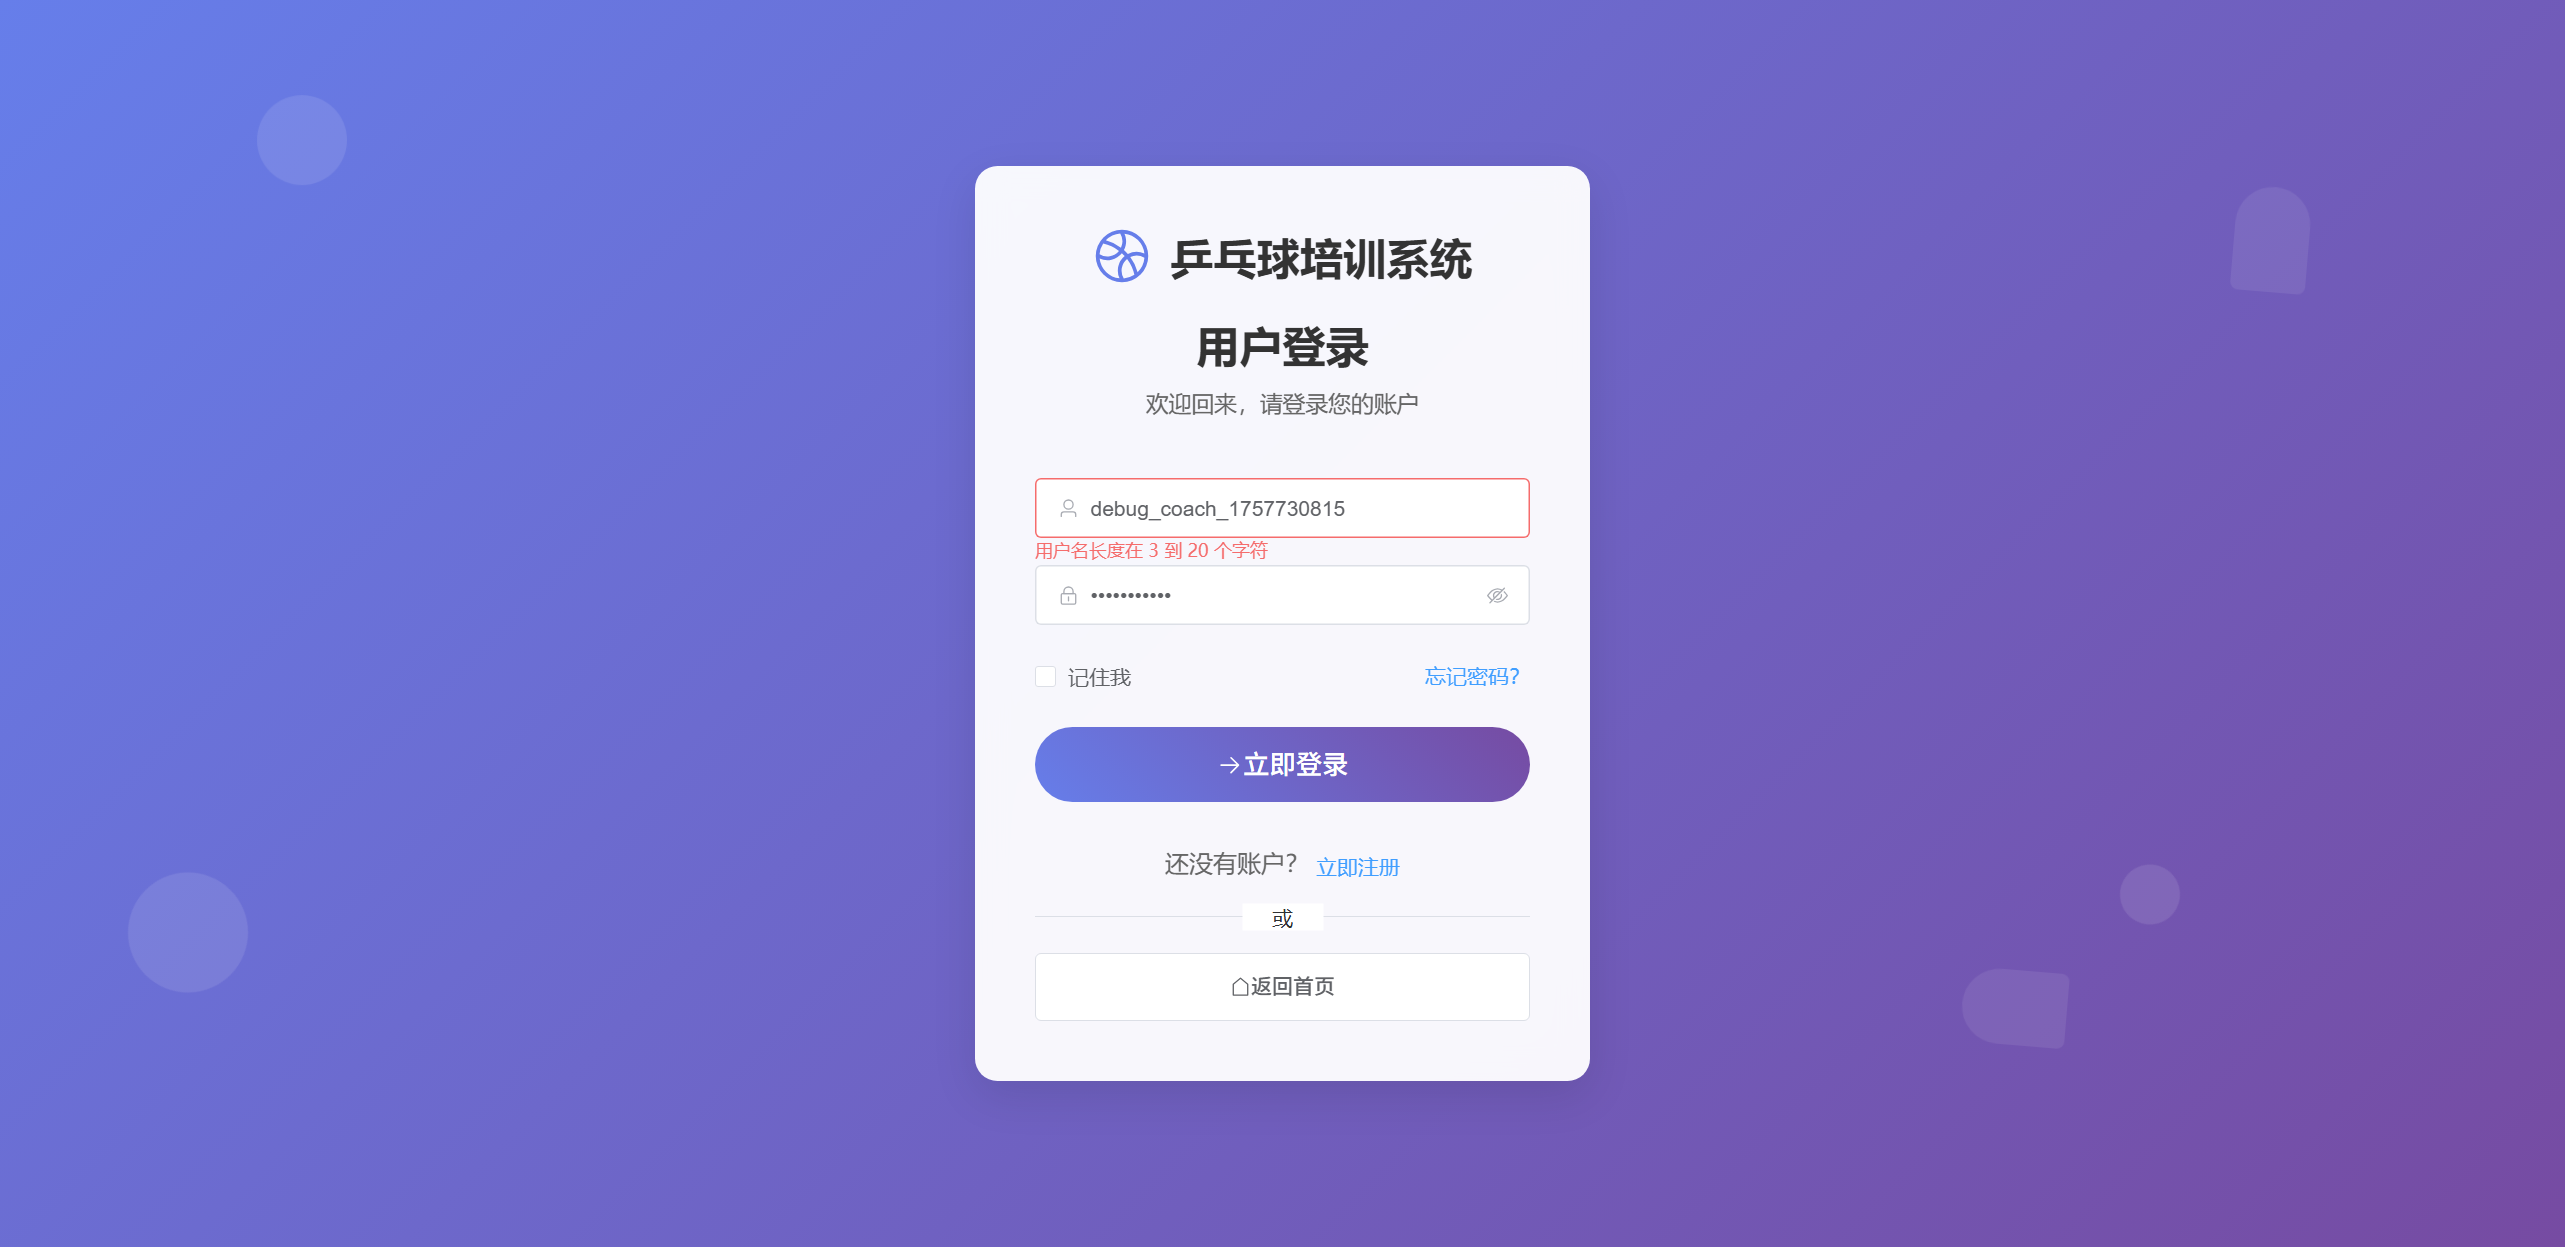 乒乓球培训系统
用户登录
欢迎回来，请登录您的账户
debug_coach_1757730815
用户名长度在 3 到 20 个字符
•••••••••••
记住我 忘记密码？
立即登录
还没有账户？ 立即注册
或
返回首页